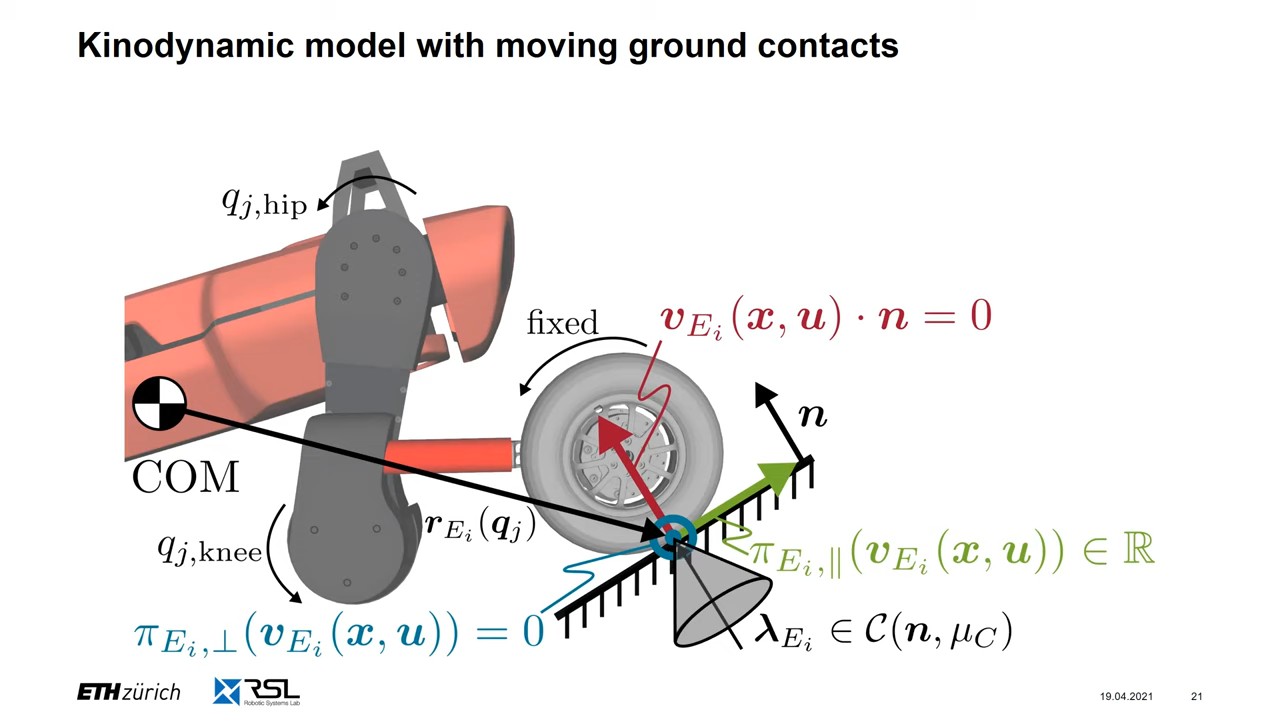 Kinodynamic model with moving ground contacts
q_{j,hip}
fixed
v_{E_i}(x, u) · n = 0
n
COM
r_{E_i}(q_j)
q_{j,knee}
π_{E_i,∥}(v_{E_i}(x, u)) ∈ ℝ
π_{E_i,⊥}(v_{E_i}(x, u)) = 0
λ_{E_i} ∈ 𝒞(n, μ_C)
ETH zürich
RSL
Robotic Systems Lab
19.04.2021
21